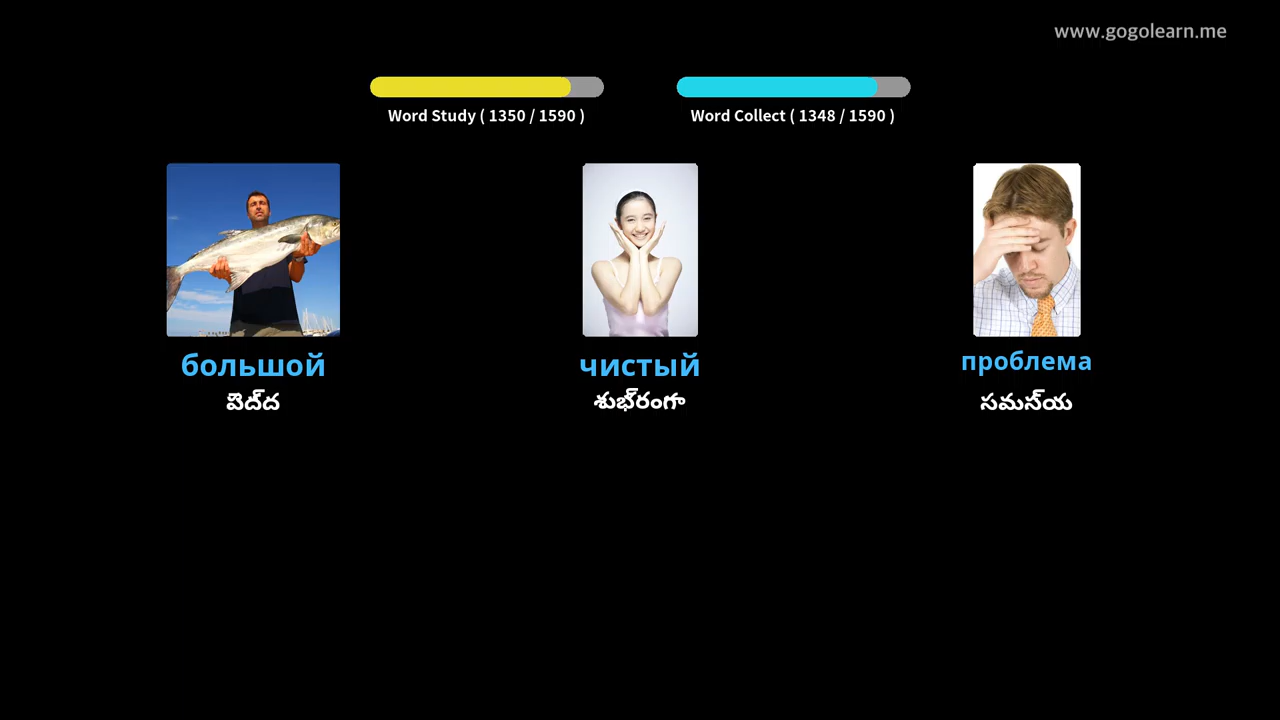 www.gogolearn.me
Word Study ( 1350 / 1590 )
Word Collect ( 1348 / 1590 )
большой
чистый
проблема
పెద్ద
శుభ్రంగా
సమస్య